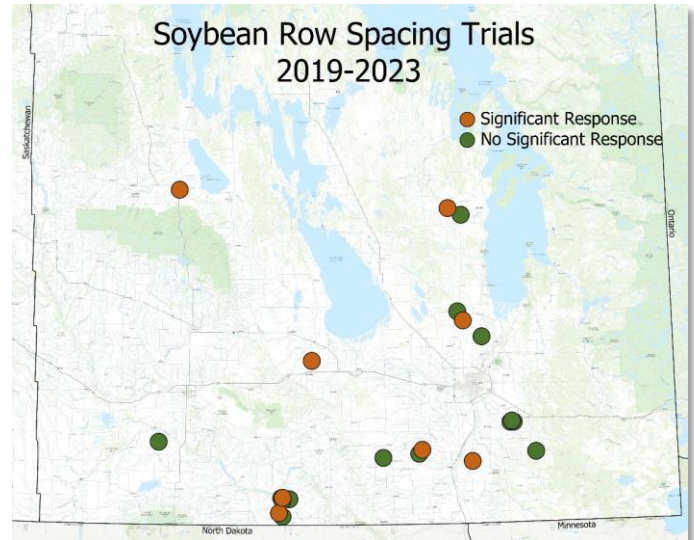 Soybean Row Spacing Trials
2019-2023
Significant Response
No Significant Response
Saskatchewan
Ontario
North Dakota
Minnesota